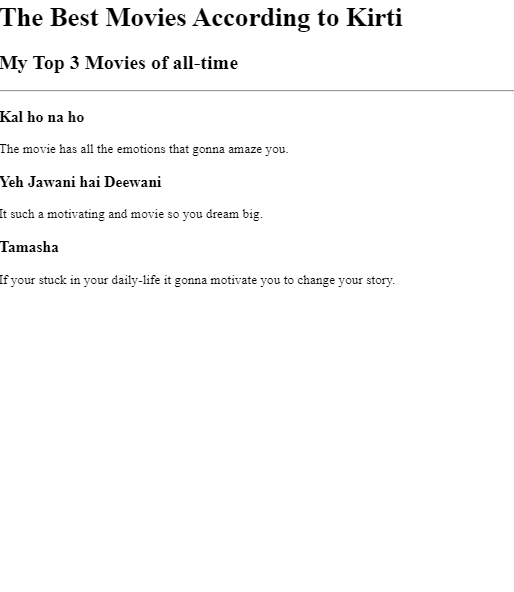 The Best Movies According to Kirti
My Top 3 Movies of all-time
Kal ho na ho
The movie has all the emotions that gonna amaze you.
Yeh Jawani hai Deewani
It such a motivating and movie so you dream big.
Tamasha
If your stuck in your daily-life it gonna motivate you to change your story.